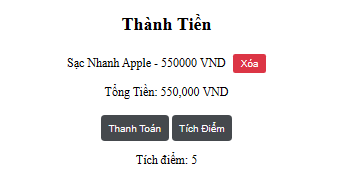 Thành Tiền
Sạc Nhanh Apple - 550000 VND Xóa
Tổng Tiền: 550,000 VND
Thanh Toán Tích Điểm
Tích điểm: 5